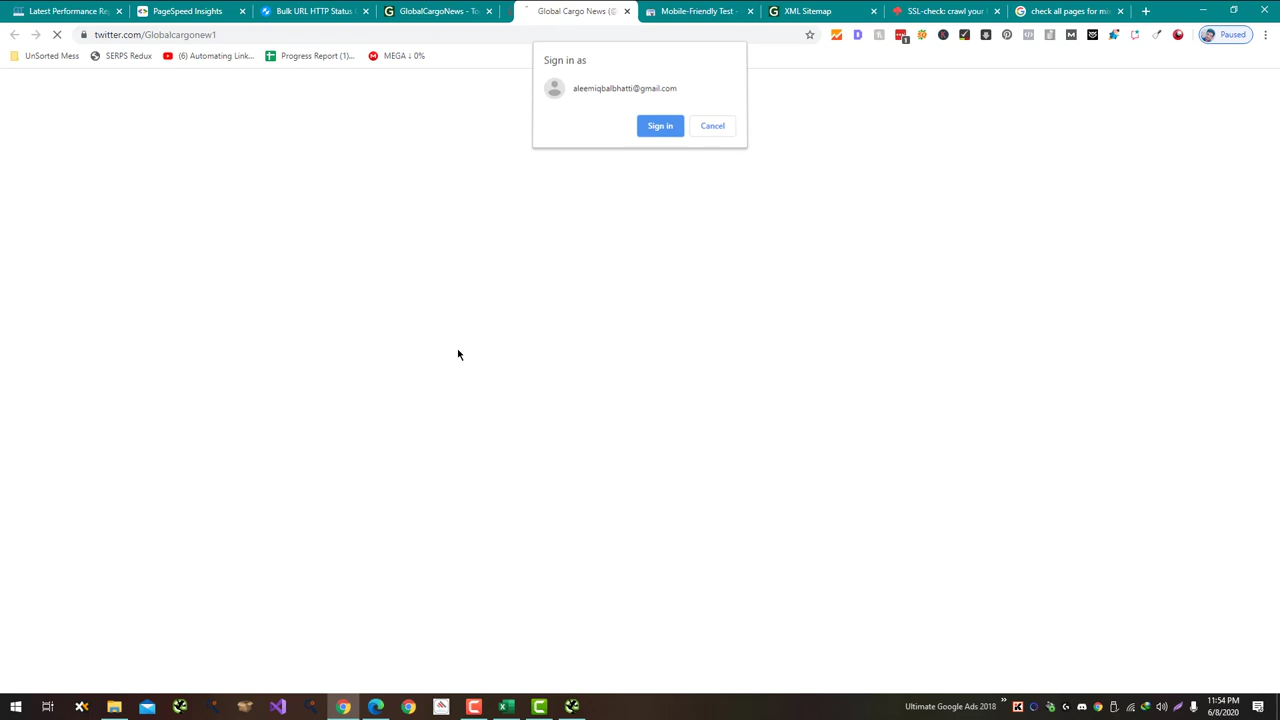 Latest Performance Re
PageSpeed Insights
Bulk URL HTTP Status
GlobalCargoNews - To
Global Cargo News (@
Mobile-Friendly Test -
XML Sitemap
SSL-check: crawl your
check all pages for mi
twitter.com/Globalcargonew1
Paused
UnSorted Mess
SERPS Redux
(6) Automating Link...
Progress Report (1)...
MEGA ↓ 0%
Sign in as
aleemiqbalbhatti@gmail.com
Sign in
Cancel
Ultimate Google Ads 2018
11:54 PM
6/8/2020